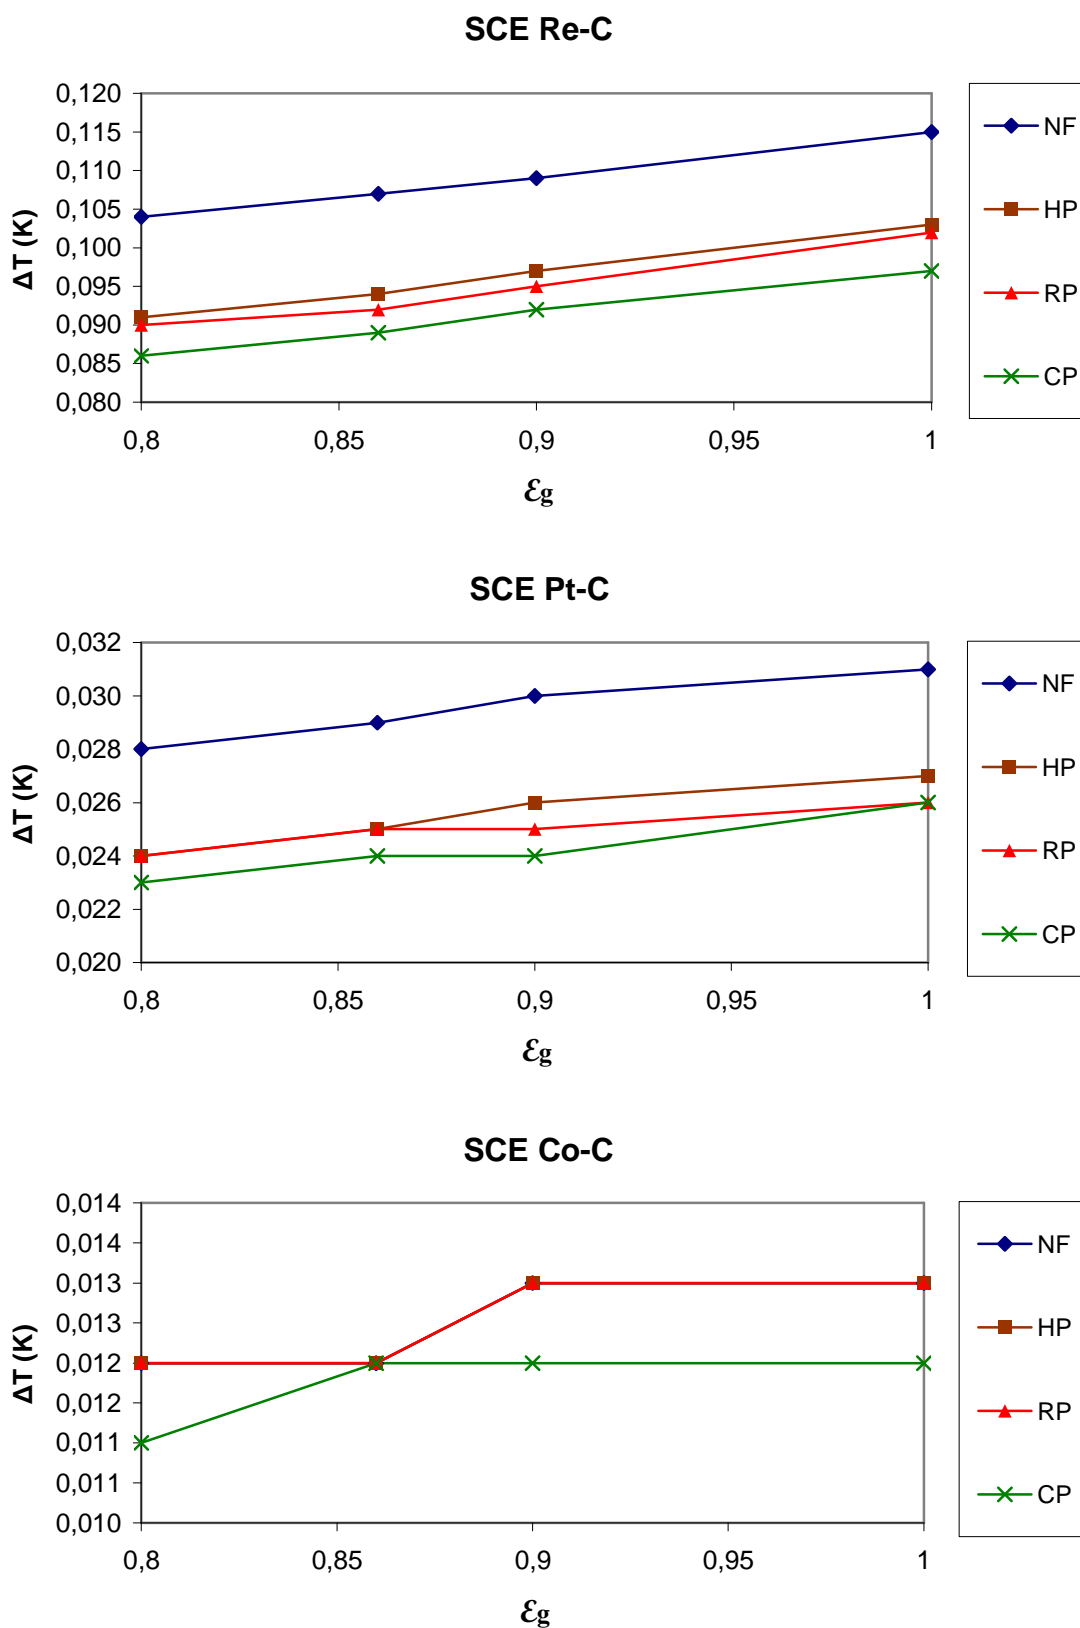 SCE Re-C
0,120
0,115
0,110
0,105
0,100
0,095
0,090
0,085
0,080
ΔT (K)
0,8 0,85 0,9 0,95 1
εg
NF
HP
RP
CP
SCE Pt-C
0,032
0,030
0,028
0,026
0,024
0,022
0,020
ΔT (K)
0,8 0,85 0,9 0,95 1
εg
NF
HP
RP
CP
SCE Co-C
0,014
0,014
0,013
0,013
0,012
0,012
0,011
0,011
0,010
ΔT (K)
0,8 0,85 0,9 0,95 1
εg
NF
HP
RP
CP